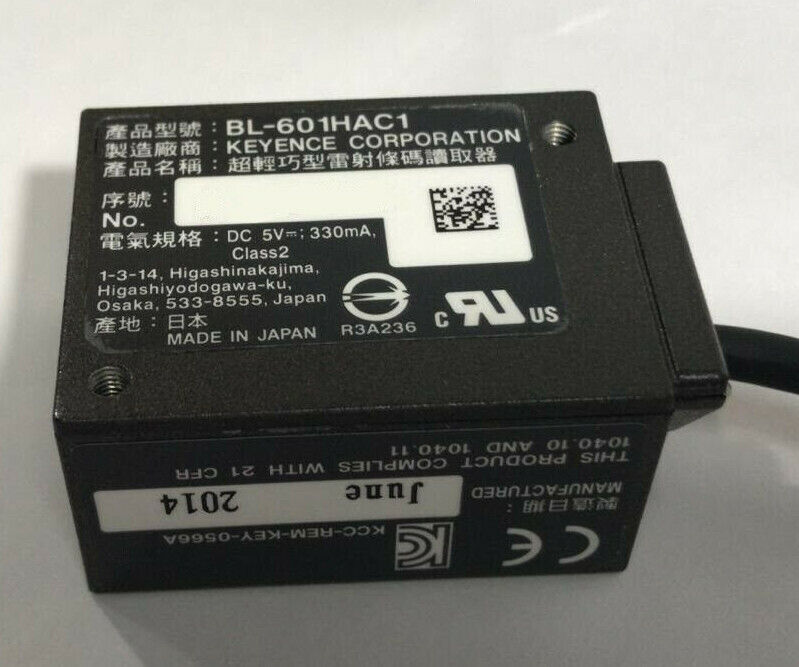 產品型號：BL-601HAC1
製造廠商：KEYENCE CORPORATION
產品名稱：超輕巧型雷射條碼讀取器
序號：
No.
電氣規格：DC 5V⎓; 330mA,
Class2
1-3-14, Higashinakajima,
Higashiyodogawa-ku,
Osaka, 533-8555, Japan
產地：日本
MADE IN JAPAN
R3A236
c RU US
THIS PRODUCT COMPLIES WITH 21 CFR
1040.10 AND 1040.11
MANUFACTURED
製造日期：
June 2014
KCC-REM-KEY-0566A
CE